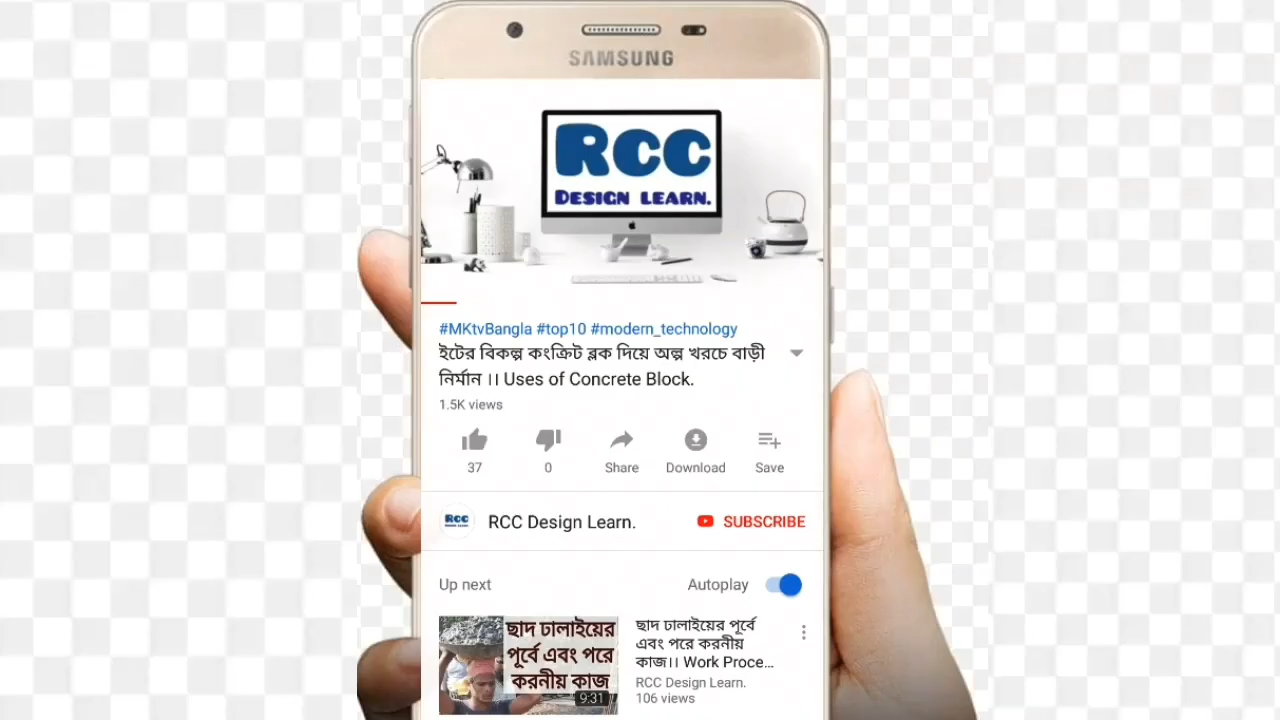 SAMSUNG
RCC
DESIGN LEARN.
#MKtvBangla #top10 #modern_technology
ইটের বিকল্প কংক্রিট ব্লক দিয়ে অল্প খরচে বাড়ী
নির্মান ।। Uses of Concrete Block.
1.5K views
37
0
Share
Download
Save
RCC
DESIGN LEARN
RCC Design Learn.
SUBSCRIBE
Up next
Autoplay
ছাদ ঢালাইয়ের
পূর্বে এবং পরে
করনীয় কাজ
9:31
ছাদ ঢালাইয়ের পূর্বে
এবং পরে করনীয়
কাজ।। Work Proce...
RCC Design Learn.
106 views